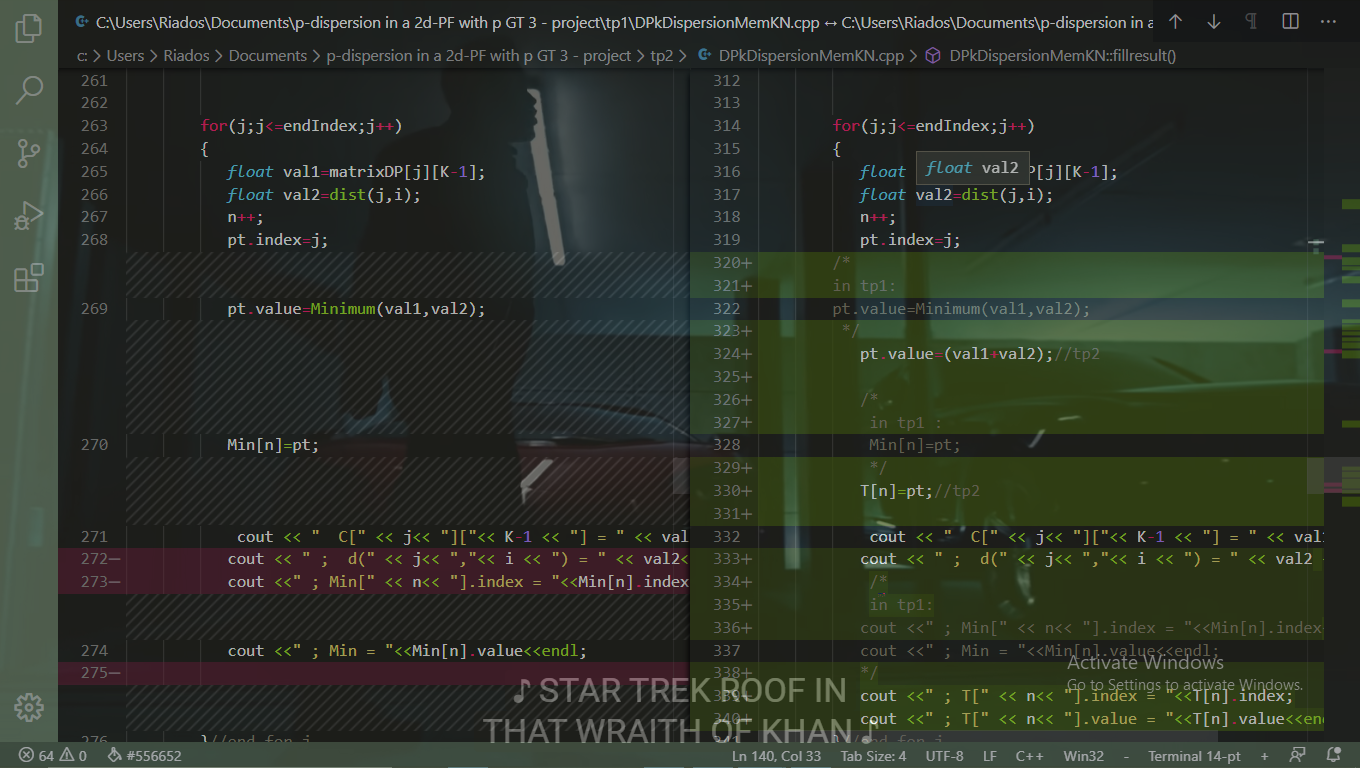 C:\Users\Riados\Documents\p-dispersion in a 2d-PF with p GT 3 - project\tp1\DPkDispersionMemKN.cpp ↔ C:\Users\Riados\Documents\p-dispersion in a
c: > Users > Riados > Documents > p-dispersion in a 2d-PF with p GT 3 - project > tp2 > DPkDispersionMemKN.cpp > DPkDispersionMemKN::fillresult()
261
262
263 for(j;j<=endIndex;j++)
264 {
265 float val1=matrixDP[j][K-1];
266 float val2=dist(j,i);
267 n++;
268 pt.index=j;
269 pt.value=Minimum(val1,val2);
270 Min[n]=pt;
271 cout << "  C[" << j<< "]["<< K-1 << "] = " << val
272— cout << " ;  d(" << j<< ","<< i << ") = " << val2<
273— cout <<" ; Min[" << n<< "].index = "<<Min[n].index
274 cout <<" ; Min = "<<Min[n].value<<endl;
275—
276 }//end for j
312
313
314 for(j;j<=endIndex;j++)
315 {
float val2
316 float P[j][K-1];
317 float val2=dist(j,i);
318 n++;
319 pt.index=j;
320+ /*
321+ in tp1:
322 pt.value=Minimum(val1,val2);
323+ */
324+ pt.value=(val1+val2);//tp2
325+
326+ /*
327+ in tp1 :
328 Min[n]=pt;
329+ */
330+ T[n]=pt;//tp2
331+
332 cout << "  C[" << j<< "]["<< K-1 << "] = " << val
333+ cout << " ;  d(" << j<< ","<< i << ") = " << val2
334+ /*
335+ in tp1:
336+ cout <<" ; Min[" << n<< "].index = "<<Min[n].index
337 cout <<" ; Min = "<<Min[n].value<<endl;
338+ */
339+ cout <<" ; T[" << n<< "].index = "<<T[n].index;
340+ cout <<" ; T[" << n<< "].value = "<<T[n].value<<en
341 }//end for j
Activate Windows
Go to Settings to activate Windows.
♪ STAR TREK ROOF IN
THAT WRAITH OF KHAN ♪
64 0 #556652 Ln 140, Col 33 Tab Size: 4 UTF-8 LF C++ Win32 - Terminal 14-pt +